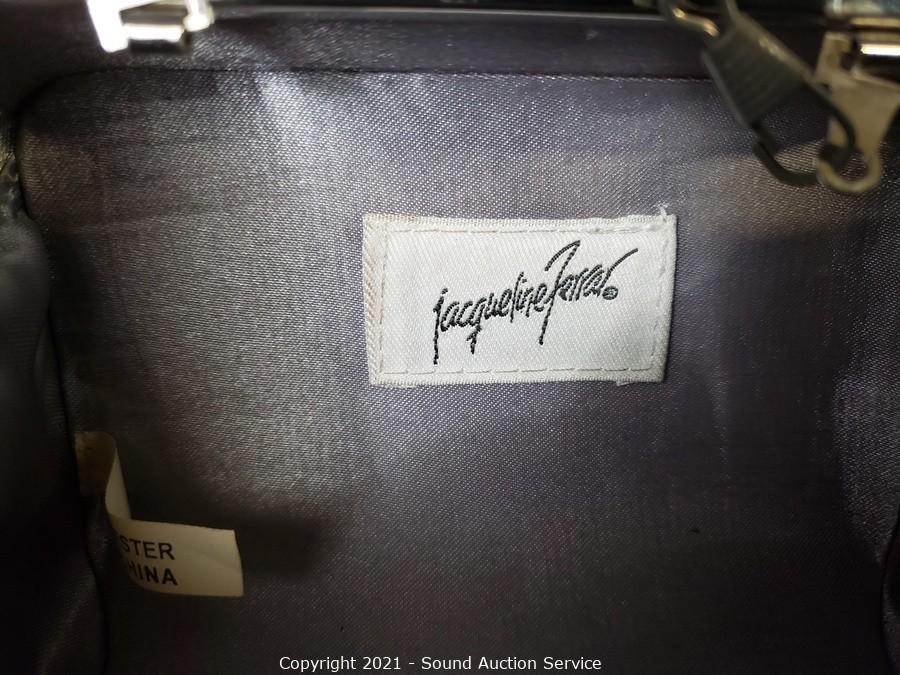 jacqueline Ferrar®
STER
HINA
Copyright 2021 - Sound Auction Service